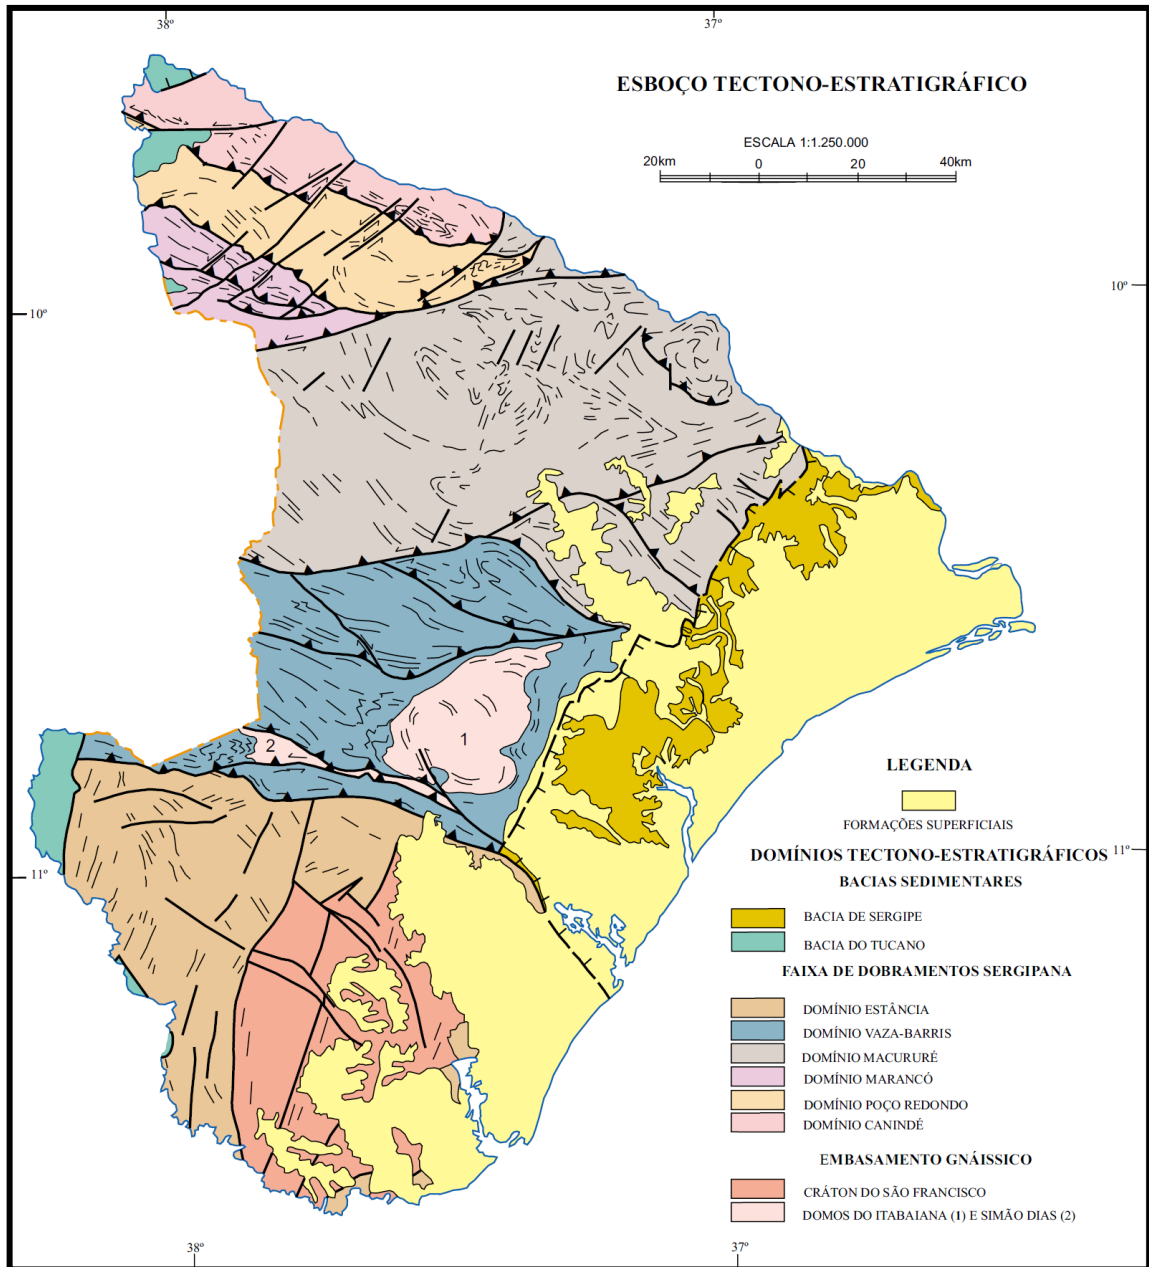 38º
37º
ESBOÇO TECTONO-ESTRATIGRÁFICO
ESCALA 1:1.250.000
20km 0 20 40km
10º
10º
1
2
LEGENDA
FORMAÇÕES SUPERFICIAIS
DOMÍNIOS TECTONO-ESTRATIGRÁFICOS
11º
BACIAS SEDIMENTARES
11º
BACIA DE SERGIPE
BACIA DO TUCANO
FAIXA DE DOBRAMENTOS SERGIPANA
DOMÍNIO ESTÂNCIA
DOMÍNIO VAZA-BARRIS
DOMÍNIO MACURURÉ
DOMÍNIO MARANCÓ
DOMÍNIO POÇO REDONDO
DOMÍNIO CANINDÉ
EMBASAMENTO GNÁISSICO
CRÁTON DO SÃO FRANCISCO
DOMOS DO ITABAIANA (1) E SIMÃO DIAS (2)
38º
37º